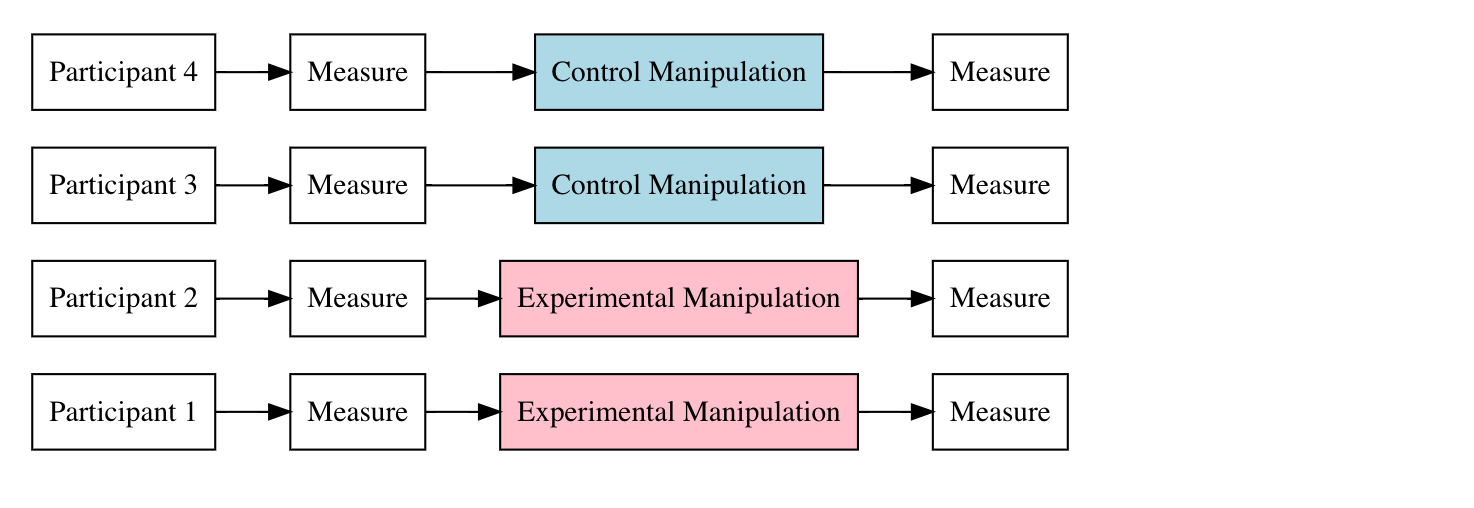 Participant 4 Measure Control Manipulation Measure
Participant 3 Measure Control Manipulation Measure
Participant 2 Measure Experimental Manipulation Measure
Participant 1 Measure Experimental Manipulation Measure